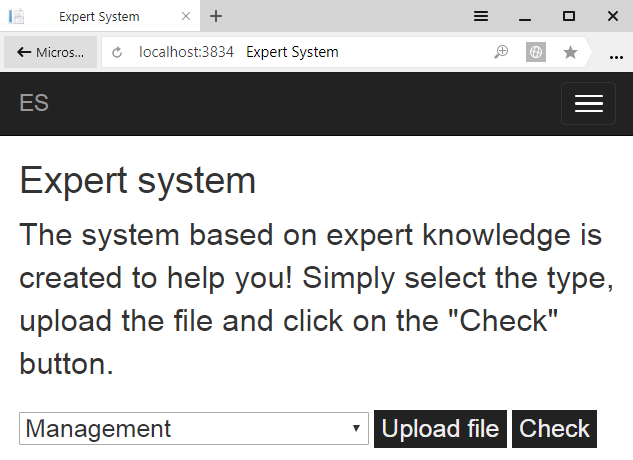 Expert System
Micros... localhost:3834 Expert System ...
ES
Expert system
The system based on expert knowledge is
created to help you! Simply select the type,
upload the file and click on the "Check"
button.
Management Upload file Check